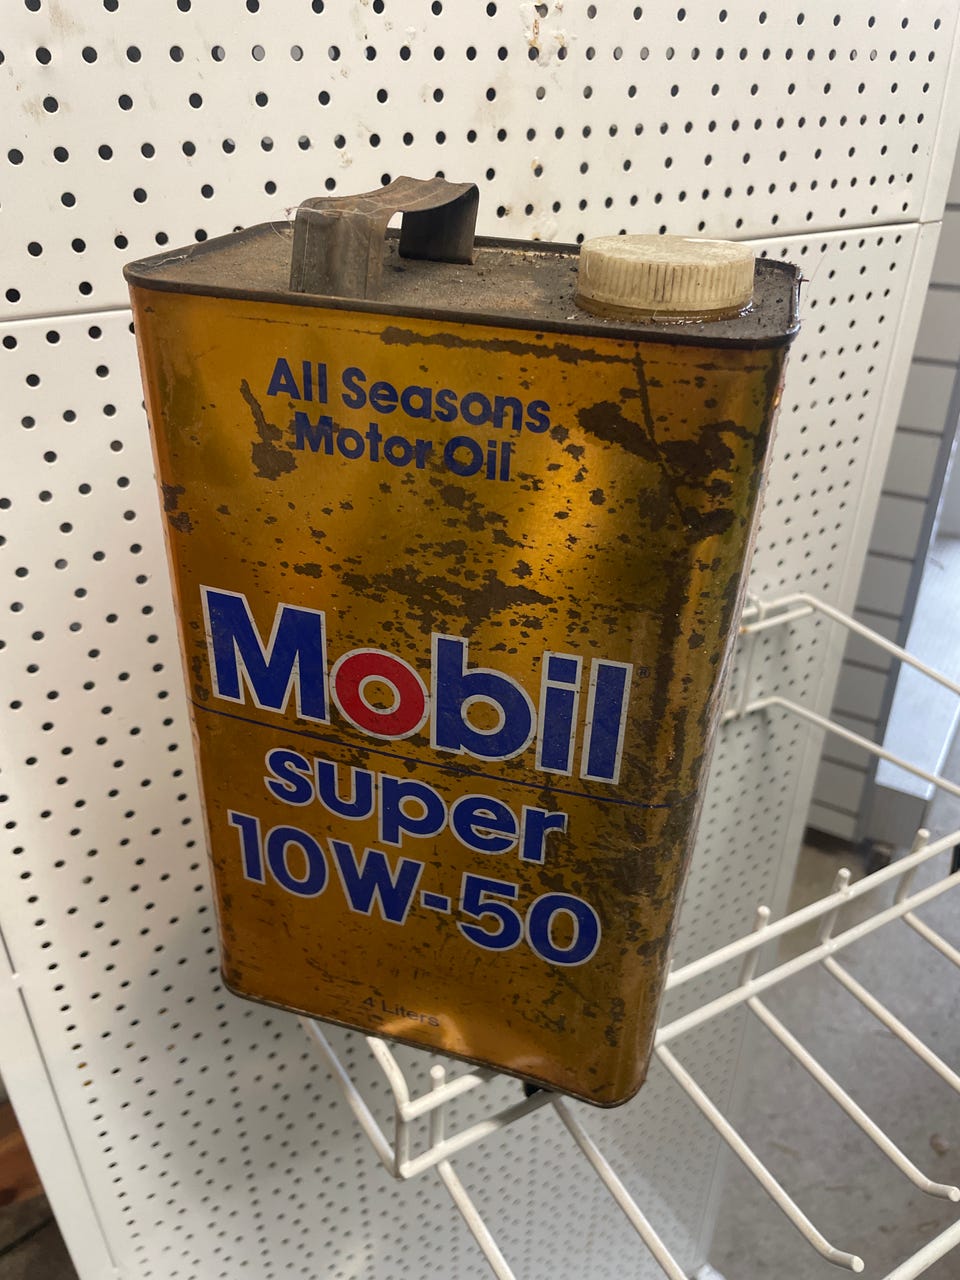 All Seasons
Motor Oil
Mobil®
super
10W-50
4 Liters